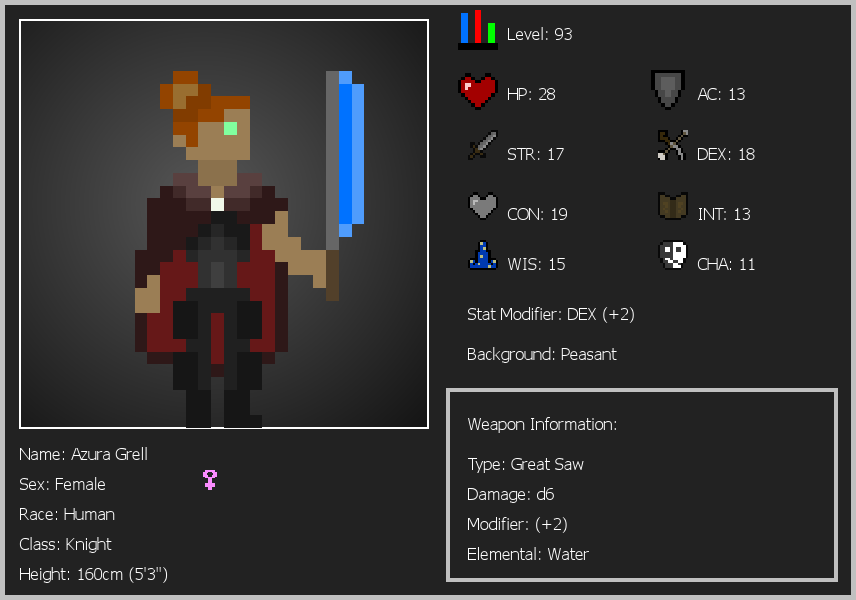 Level: 93
HP: 28
AC: 13
STR: 17
DEX: 18
CON: 19
INT: 13
WIS: 15
CHA: 11
Stat Modifier: DEX (+2)
Background: Peasant
Weapon Information:
Type: Great Saw
Damage: d6
Modifier: (+2)
Elemental: Water
Name: Azura Grell
Sex: Female
Race: Human
Class: Knight
Height: 160cm (5'3")